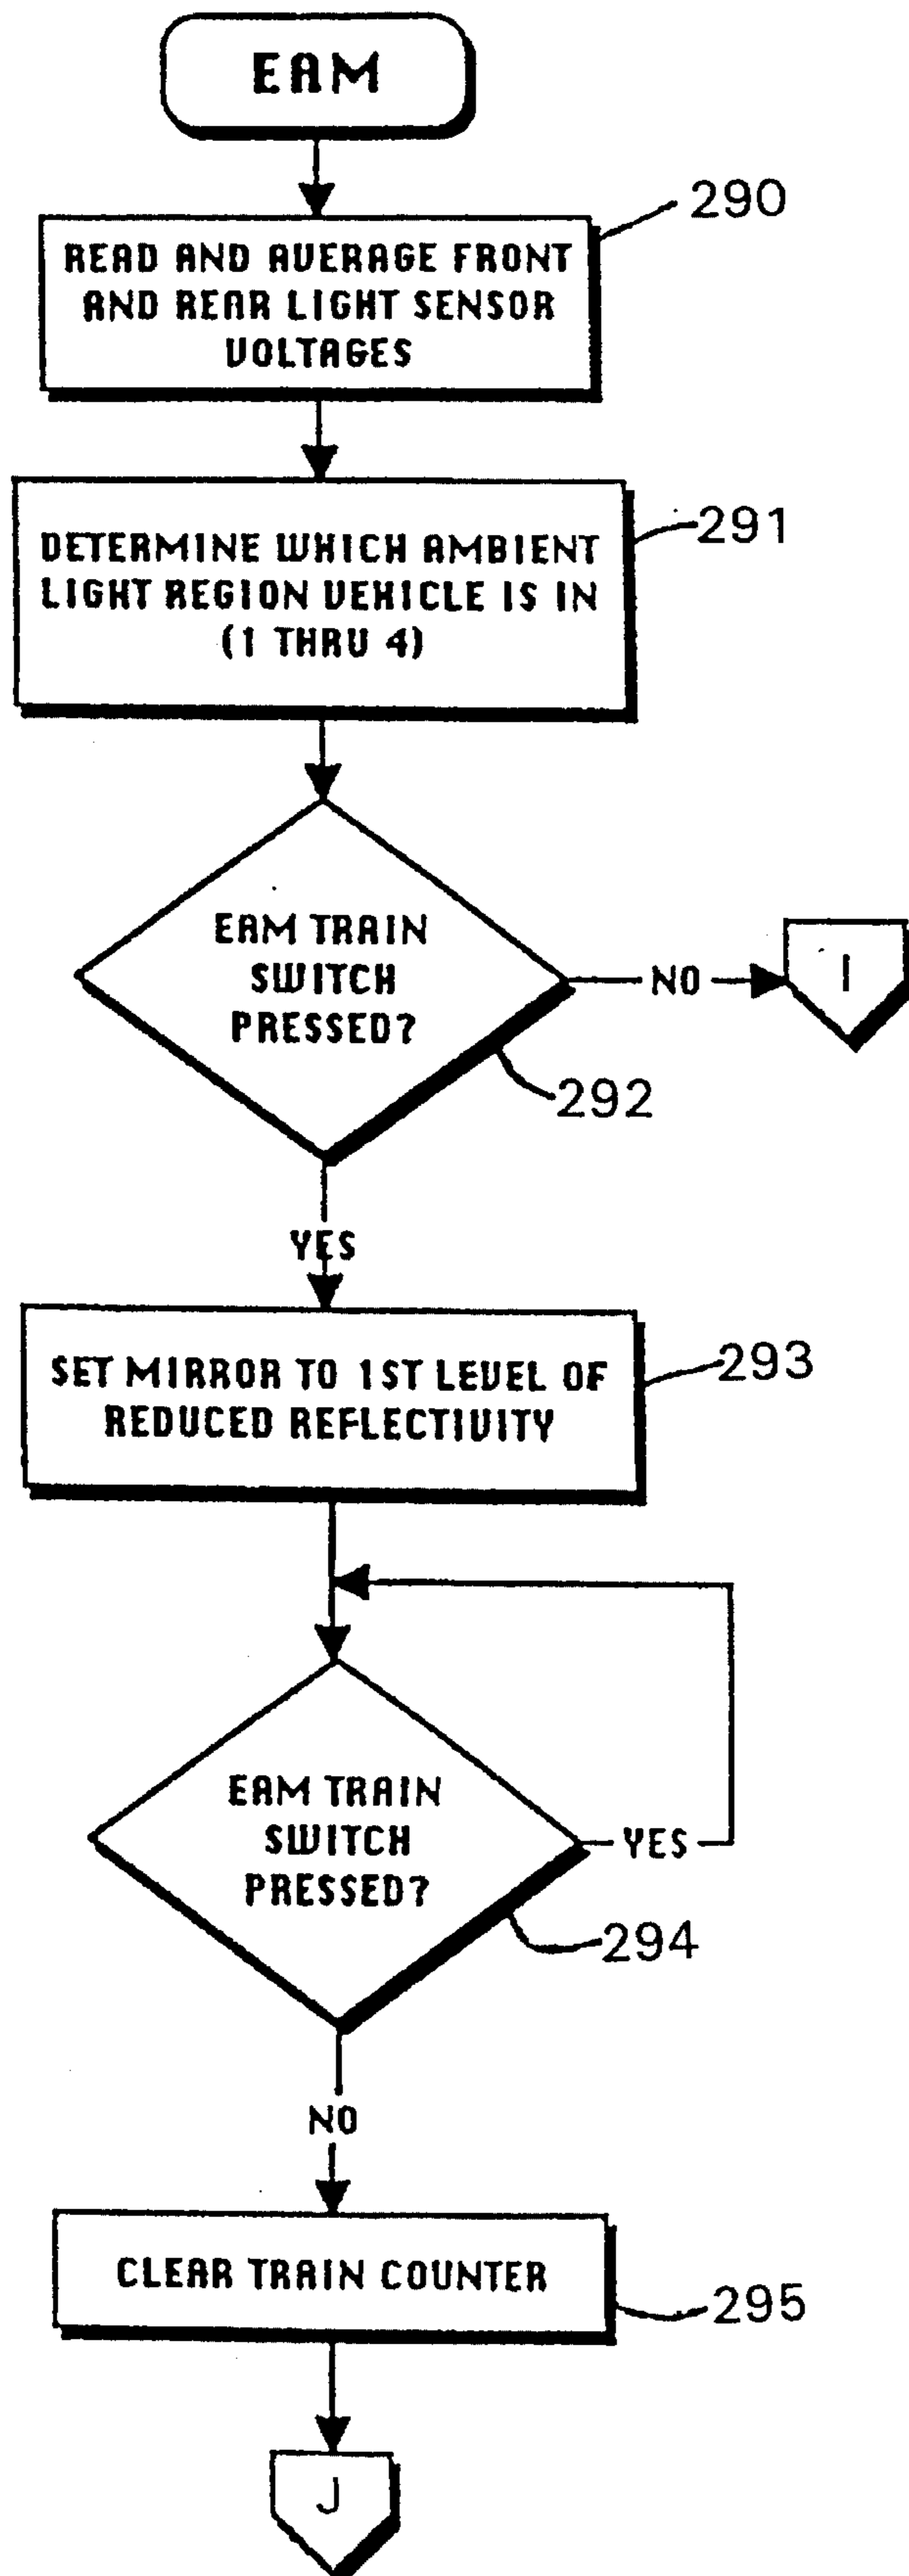 EAM
290
READ AND AVERAGE FRONT
AND REAR LIGHT SENSOR
VOLTAGES
291
DETERMINE WHICH AMBIENT
LIGHT REGION VEHICLE IS IN
(1 THRU 4)
EAM TRAIN
SWITCH
PRESSED?
NO
I
292
YES
293
SET MIRROR TO 1ST LEVEL OF
REDUCED REFLECTIVITY
EAM TRAIN
SWITCH
PRESSED?
YES
294
NO
CLEAR TRAIN COUNTER
295
J